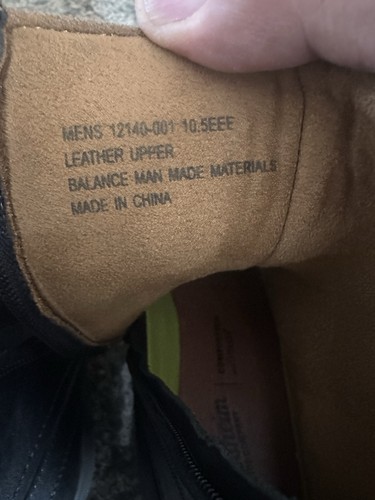 MENS 12140-001 10.5EEE
LEATHER UPPER
BALANCE MAN MADE MATERIALS
MADE IN CHINA